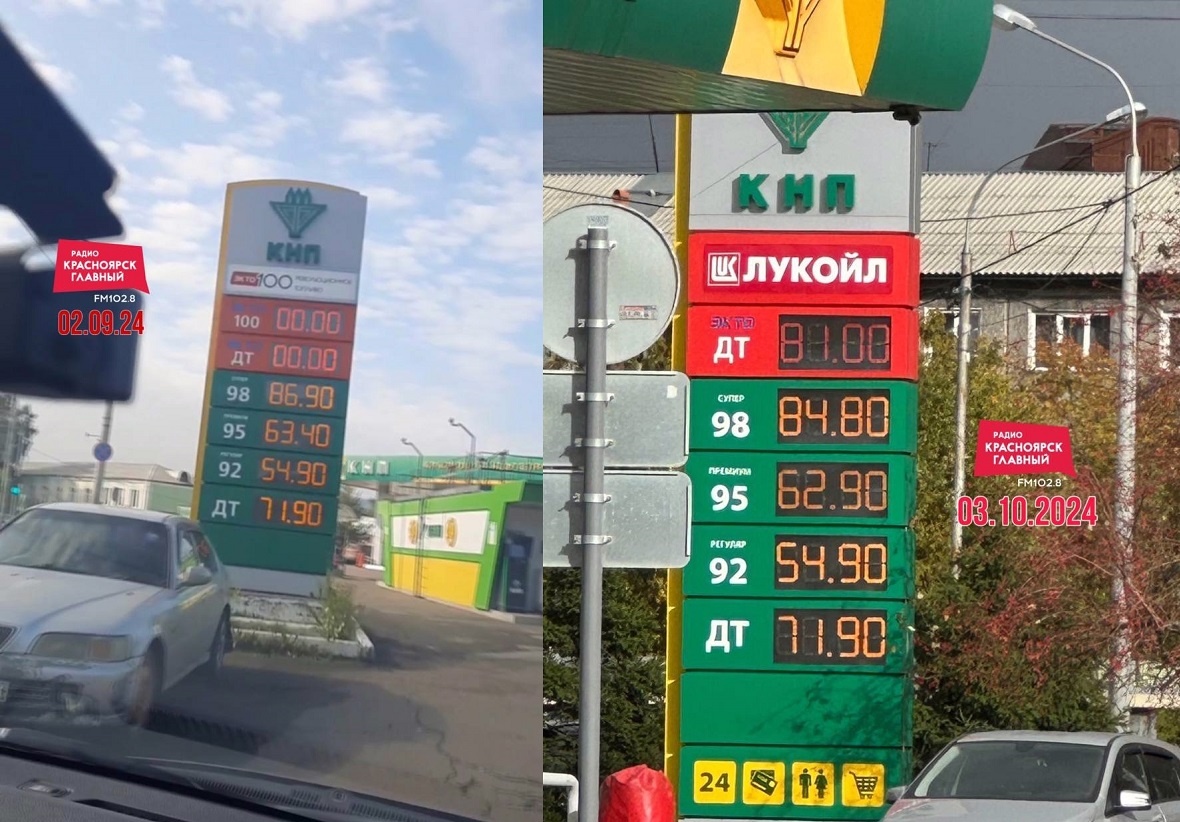 РАДИО
КРАСНОЯРСК
ГЛАВНЫЙ
FM102.8
02.09.24
КНП
ЭКТО 100
100 00.00
ДТ 00.00
СУПЕР
98 86.90
ПРЕМИУМ
95 63.40
РЕГУЛЯР
92 54.90
ДТ 71.90
КНП
КНП
ЛУКОЙЛ
ЭКТО
ДТ
СУПЕР
98 84.80
ПРЕМИУМ
95 62.90
РЕГУЛЯР
92 54.90
ДТ 71.90
24
РАДИО
КРАСНОЯРСК
ГЛАВНЫЙ
FM102.8
03.10.2024